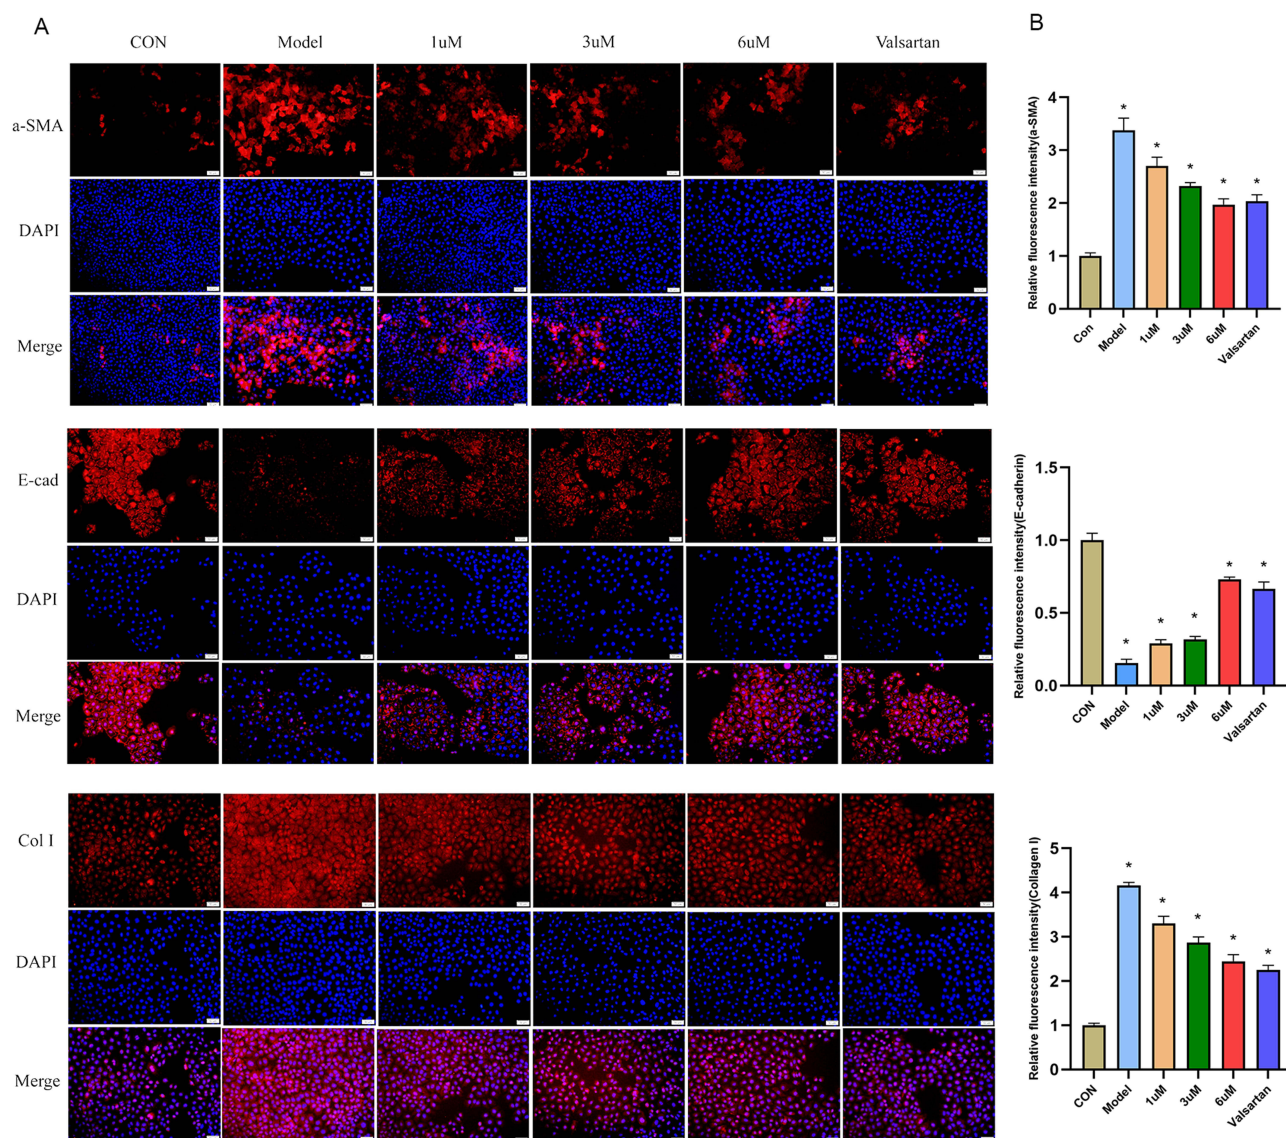 A
CON Model 1uM 3uM 6uM Valsartan
a-SMA
DAPI
Merge
E-cad
DAPI
Merge
Col I
DAPI
Merge
B
Relative fluorescence intensity(a-SMA)
4
3
2
1
0
* * * * *
Con Model 1uM 3uM 6uM Valsartan
Relative fluorescence intensity(E-cadherin)
1.5
1.0
0.5
0.0
* * * * *
CON Model 1uM 3uM 6uM Valsartan
Relative fluorescence intensity(Collagen I)
5
4
3
2
1
0
* * * * *
CON Model 1uM 3uM 6uM Valsartan